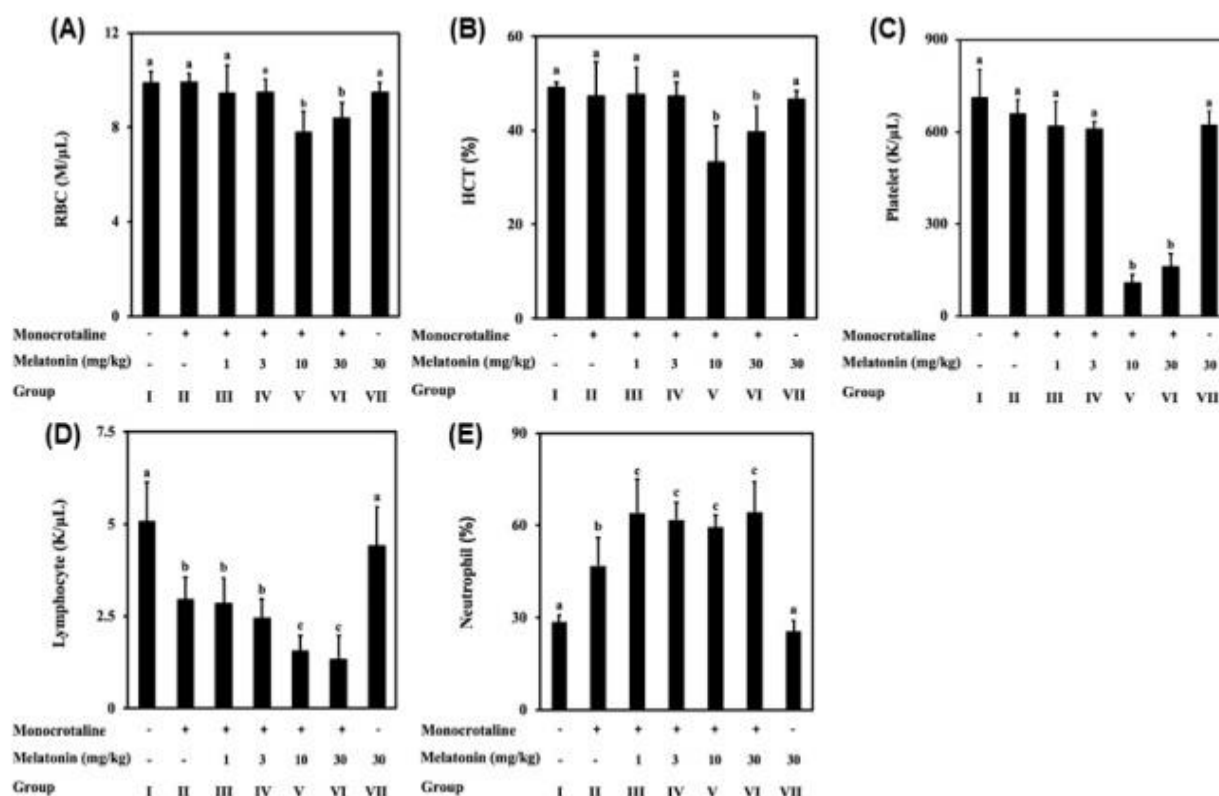 (A)
12
8
4
0
RBC (M/µL)
a a a a b b a
Monocrotaline - + + + + + -
Melatonin (mg/kg) - - 1 3 10 30 30
Group I II III IV V VI VII
(B)
60
40
20
0
HCT (%)
a a a a b b a
Monocrotaline - + + + + + -
Melatonin (mg/kg) - - 1 3 10 30 30
Group I II III IV V VI VII
(C)
900
600
300
0
Platelet (K/µL)
a a a a b b a
Monocrotaline - + + + + + -
Melatonin (mg/kg) - - 1 3 10 30 30
Group I II III IV V VI VII
(D)
7.5
5
2.5
0
Lymphocyte (K/µL)
a b b b c c a
Monocrotaline - + + + + + -
Melatonin (mg/kg) - - 1 3 10 30 30
Group I II III IV V VI VII
(E)
90
60
30
0
Neutrophil (%)
a b c c c c a
Monocrotaline - + + + + + -
Melatonin (mg/kg) - - 1 3 10 30 30
Group I II III IV V VI VII